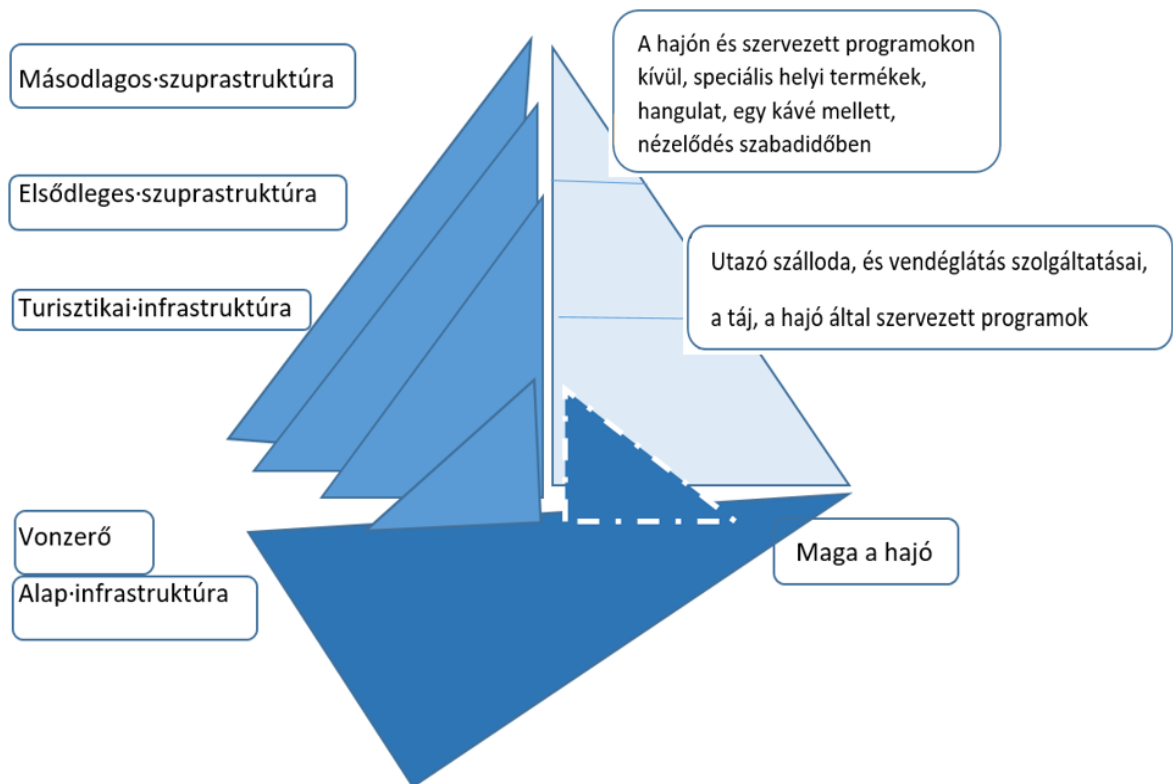 Másodlagos·szuprastruktúra
Elsődleges·szuprastruktúra
Turisztikai·infrastruktúra
Vonzerő
Alap·infrastruktúra
A hajón és szervezett programokon
kívül, speciális helyi termékek,
hangulat, egy kávé mellett,
nézelődés szabadidőben
Utazó szálloda, és vendéglátás szolgáltatásai,
a táj, a hajó által szervezett programok
Maga a hajó